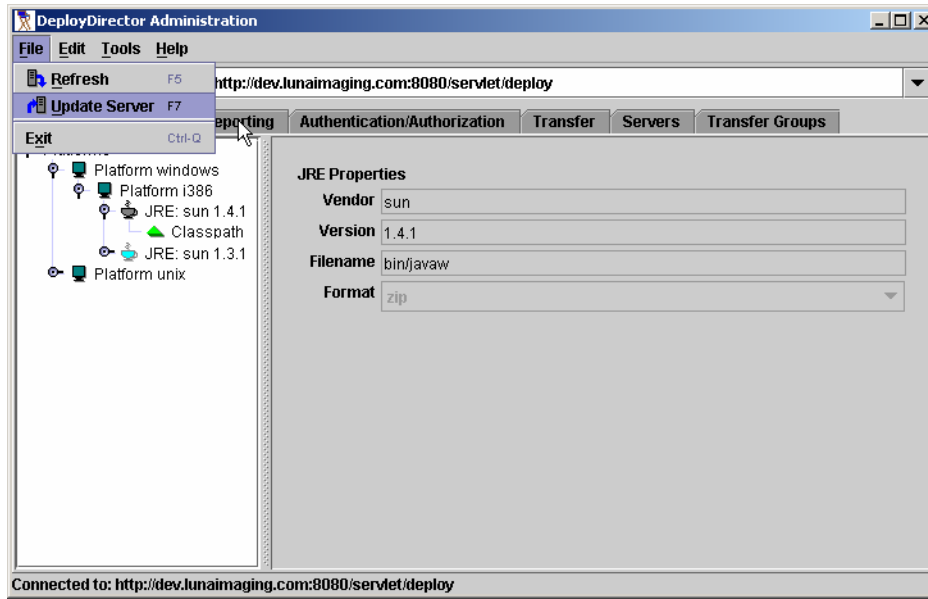 DeployDirector Administration
File Edit Tools Help
Refresh F5
http://dev.lunaimaging.com:8080/servlet/deploy
Update Server F7
Authentication/Authorization Transfer Servers Transfer Groups
Exit Ctrl-Q
Platform windows
Platform i386
JRE: sun 1.4.1
Classpath
JRE: sun 1.3.1
Platform unix
JRE Properties
Vendor sun
Version 1.4.1
Filename bin/javaw
Format zip
Connected to: http://dev.lunaimaging.com:8080/servlet/deploy